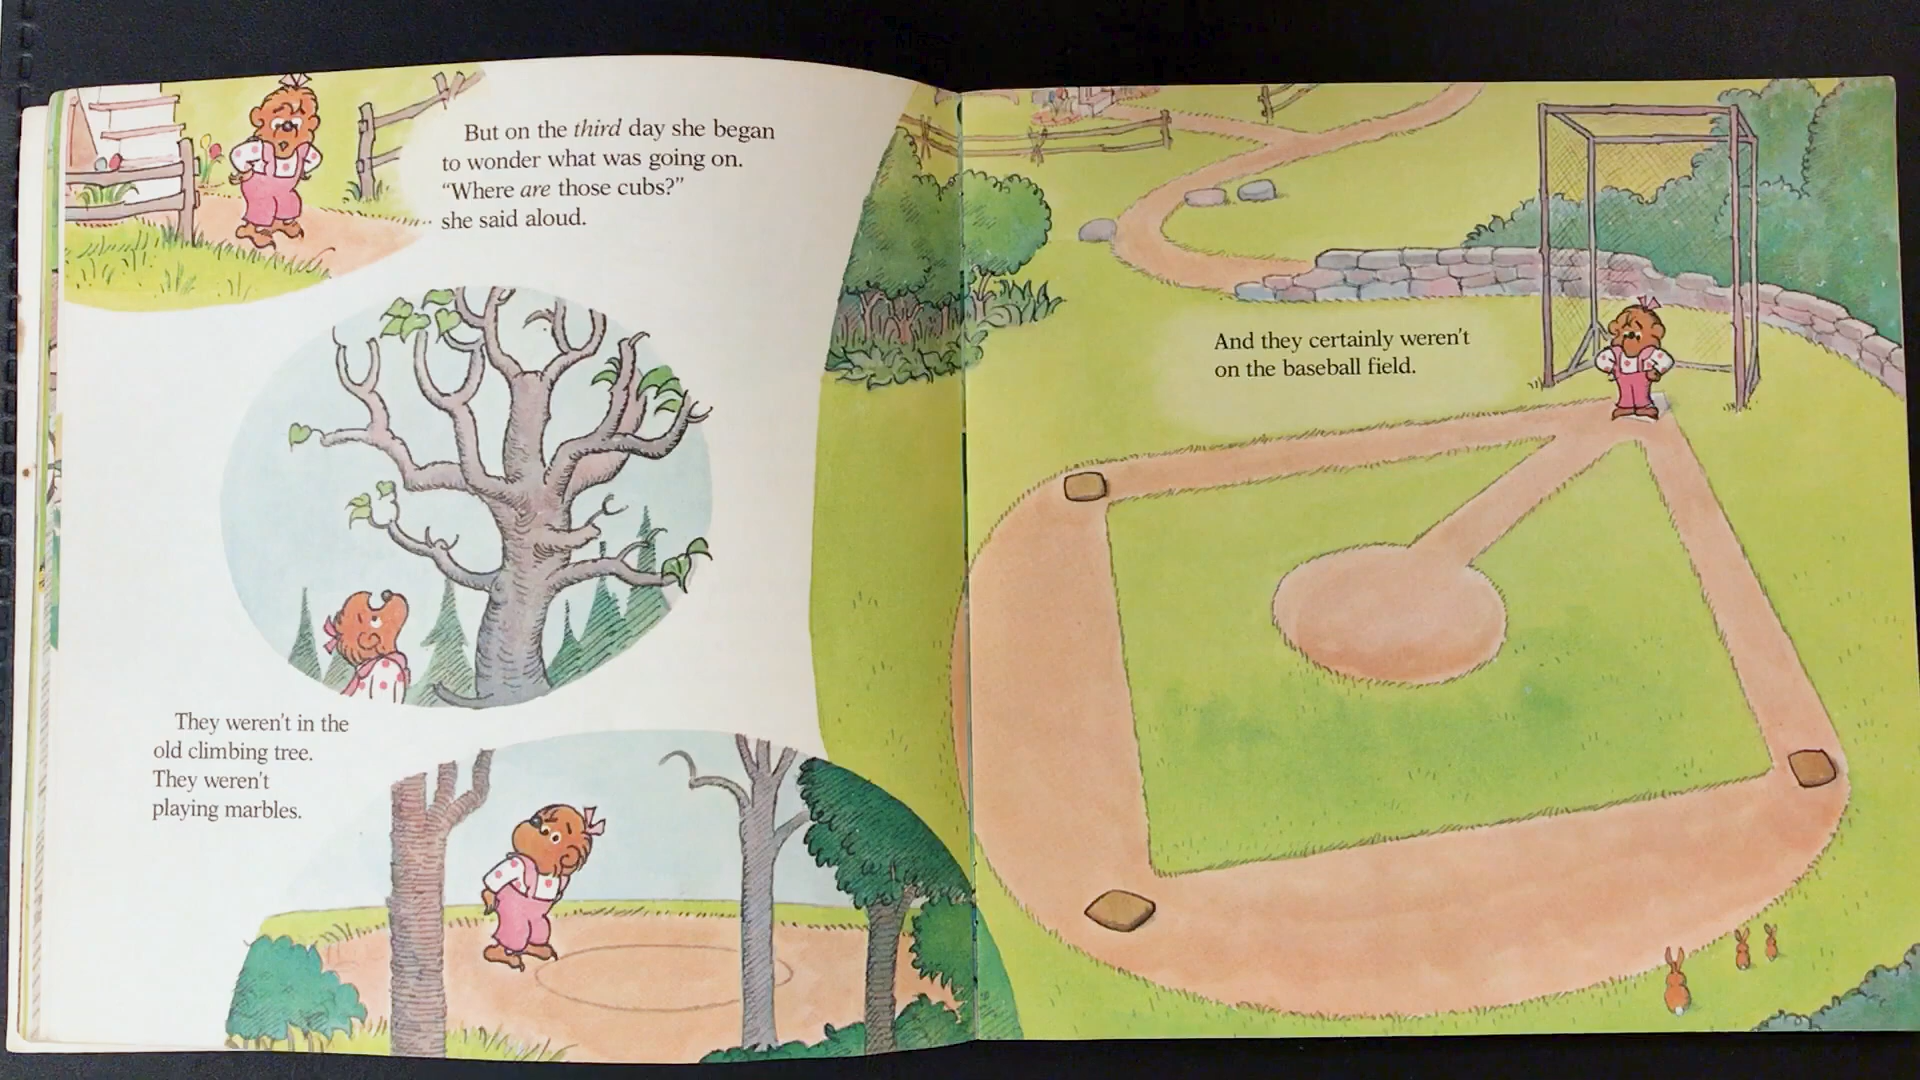 But on the third day she began
to wonder what was going on.
“Where are those cubs?”
she said aloud.
They weren't in the
old climbing tree.
They weren't
playing marbles.
And they certainly weren't
on the baseball field.